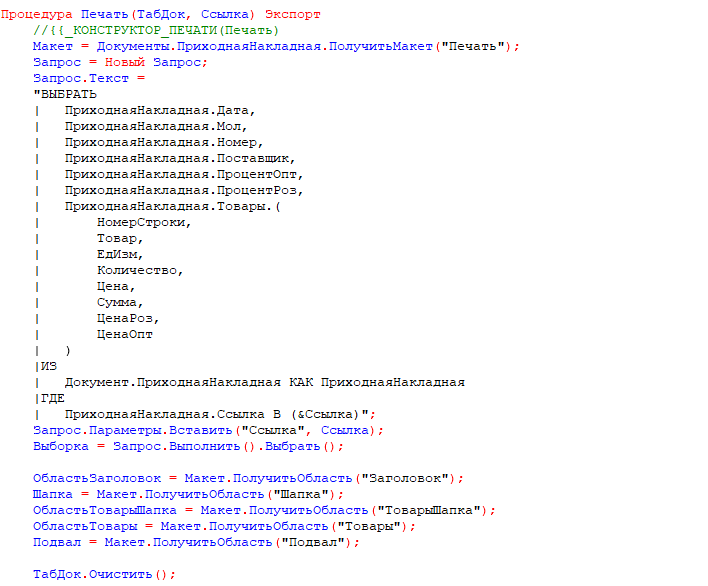 Процедура Печать(ТабДок, Ссылка) Экспорт
//{{_КОНСТРУКТОР_ПЕЧАТИ(Печать)
Макет = Документы.ПриходнаяНакладная.ПолучитьМакет("Печать");
Запрос = Новый Запрос;
Запрос.Текст =
"ВЫБРАТЬ
|   ПриходнаяНакладная.Дата,
|   ПриходнаяНакладная.Мол,
|   ПриходнаяНакладная.Номер,
|   ПриходнаяНакладная.Поставщик,
|   ПриходнаяНакладная.ПроцентОпт,
|   ПриходнаяНакладная.ПроцентРоз,
|   ПриходнаяНакладная.Товары.(
|       НомерСтроки,
|       Товар,
|       ЕдИзм,
|       Количество,
|       Цена,
|       Сумма,
|       ЦенаРоз,
|       ЦенаОпт
|   )
|ИЗ
|   Документ.ПриходнаяНакладная КАК ПриходнаяНакладная
|ГДЕ
|   ПриходнаяНакладная.Ссылка В (&Ссылка)";
Запрос.Параметры.Вставить("Ссылка", Ссылка);
Выборка = Запрос.Выполнить().Выбрать();
ОбластьЗаголовок = Макет.ПолучитьОбласть("Заголовок");
Шапка = Макет.ПолучитьОбласть("Шапка");
ОбластьТоварыШапка = Макет.ПолучитьОбласть("ТоварыШапка");
ОбластьТовары = Макет.ПолучитьОбласть("Товары");
Подвал = Макет.ПолучитьОбласть("Подвал");
ТабДок.Очистить();